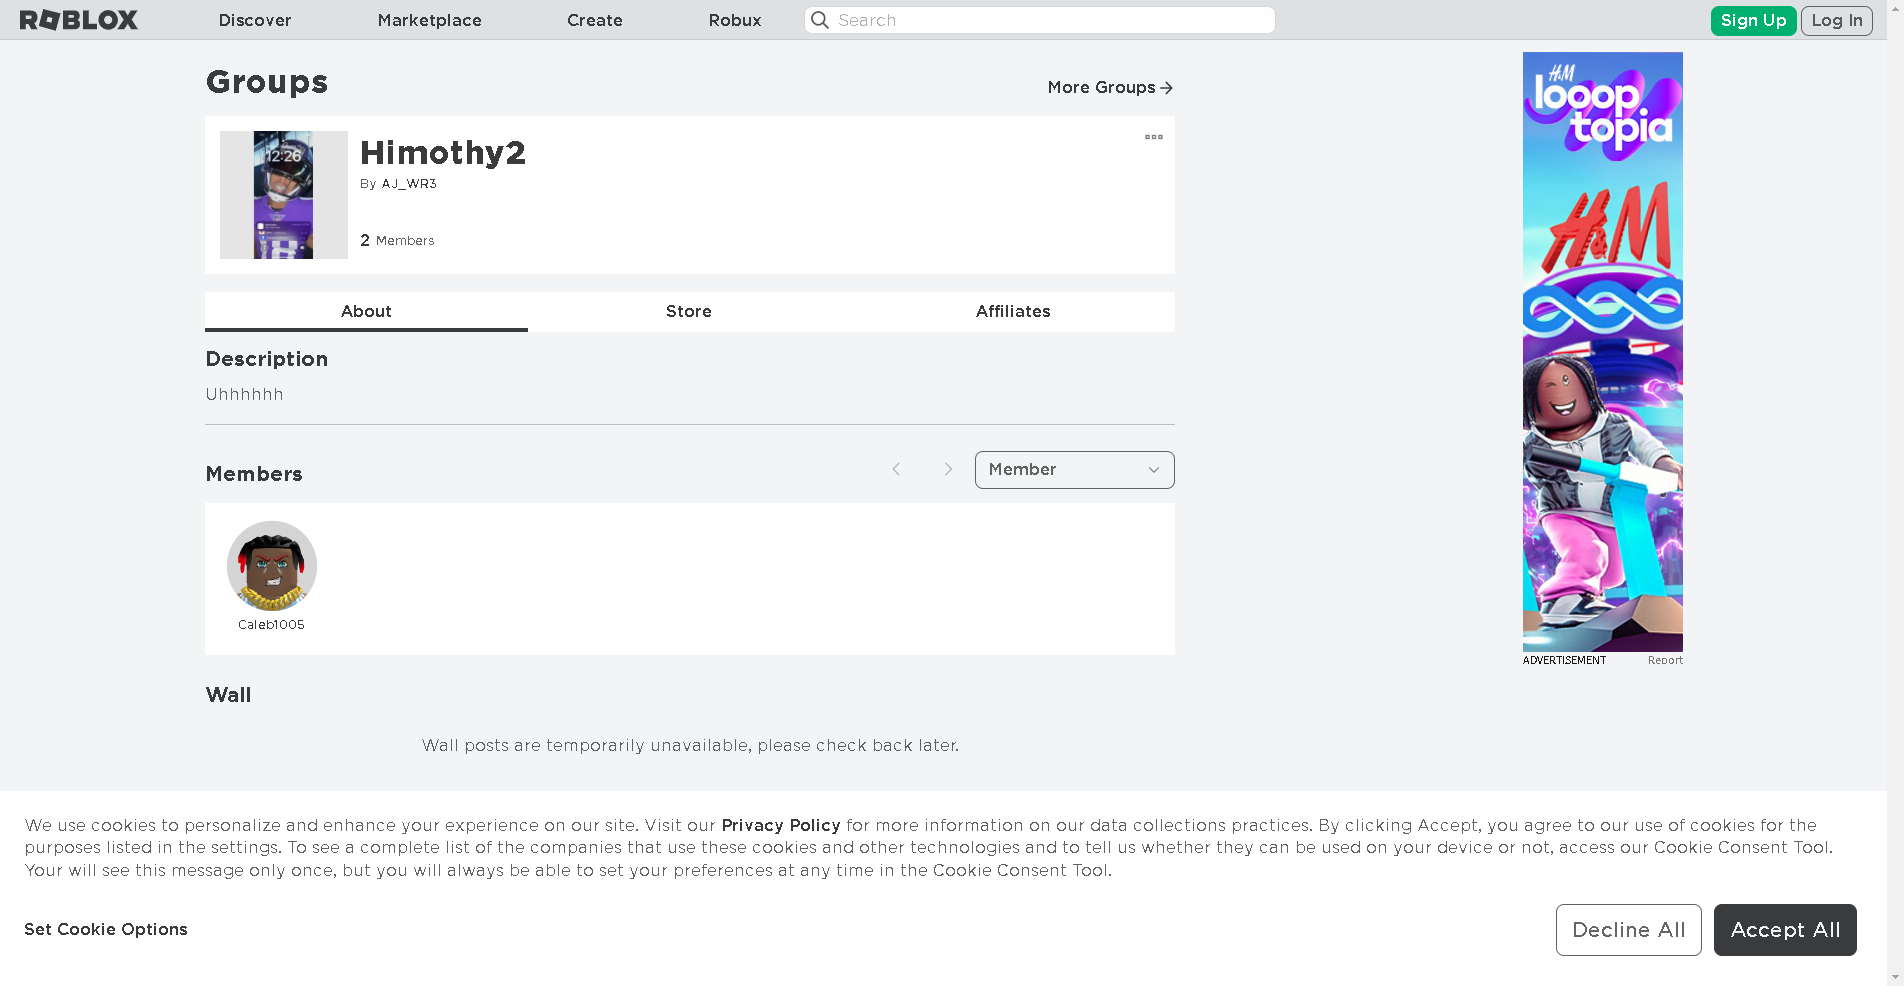 ROBLOX
Discover
Marketplace
Create
Robux
Search
Sign Up
Log In
Groups
More Groups
12:26
Himothy2
By AJ_WR3
2 Members
About
Store
Affiliates
Description
Uhhhhhh
Members
Member
Caleb1005
Wall
Wall posts are temporarily unavailable, please check back later.
H&M
looop
topia
H&M
ADVERTISEMENT
Report
We use cookies to personalize and enhance your experience on our site. Visit our Privacy Policy for more information on our data collections practices. By clicking Accept, you agree to our use of cookies for the
purposes listed in the settings. To see a complete list of the companies that use these cookies and other technologies and to tell us whether they can be used on your device or not, access our Cookie Consent Tool.
Your will see this message only once, but you will always be able to set your preferences at any time in the Cookie Consent Tool.
Set Cookie Options
Decline All
Accept All